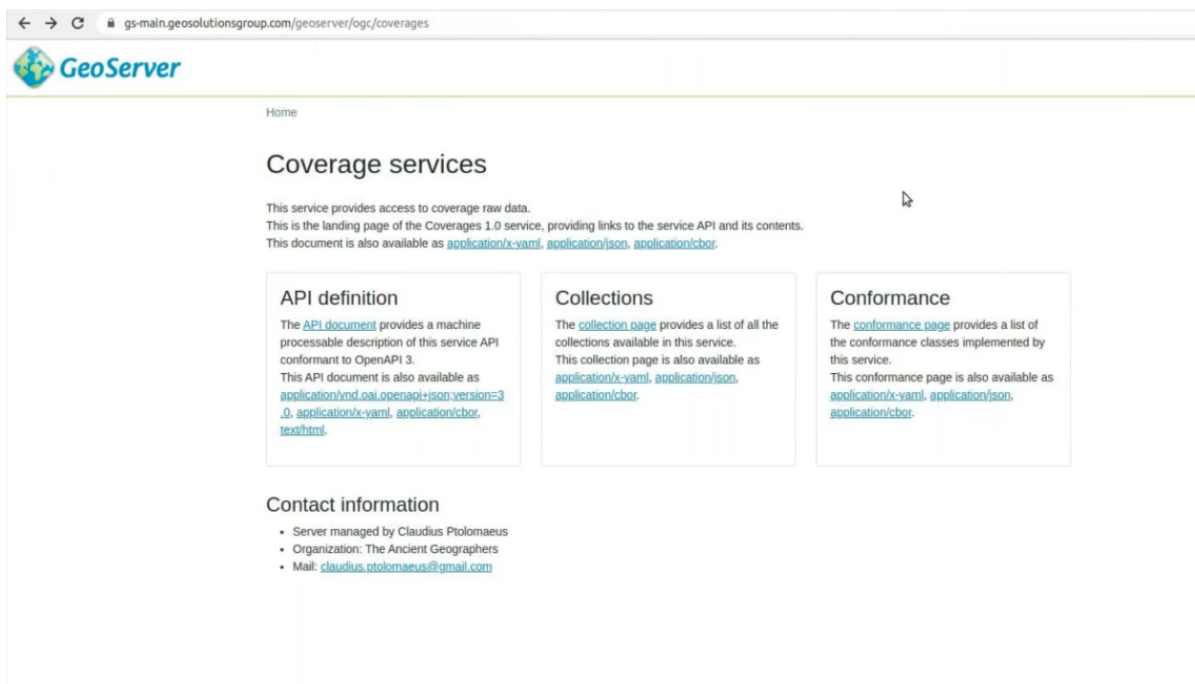 gs-main.geosolutionsgroup.com/geoserver/ogc/coverages
GeoServer
Home
Coverage services
This service provides access to coverage raw data.
This is the landing page of the Coverages 1.0 service, providing links to the service API and its contents.
This document is also available as application/x-yaml, application/json, application/cbor.
API definition
The API document provides a machine
processable description of this service API
conformant to OpenAPI 3.
This API document is also available as
application/vnd.oai.openapi+json;version=3
.0, application/x-yaml, application/cbor,
text/html.
Collections
The collection page provides a list of all the
collections available in this service.
This collection page is also available as
application/x-yaml, application/json,
application/cbor.
Conformance
The conformance page provides a list of
the conformance classes implemented by
this service.
This conformance page is also available as
application/x-yaml, application/json,
application/cbor.
Contact information
• Server managed by Claudius Ptolomaeus
• Organization: The Ancient Geographers
• Mail: claudius.ptolomaeus@gmail.com